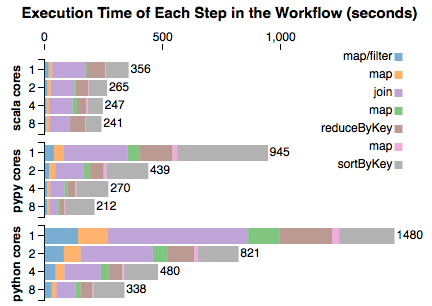 Execution Time of Each Step in the Workflow (seconds)
0 500 1,000
map/filter
map
join
map
reduceByKey
map
sortByKey
scala cores
1 356
2 265
4 247
8 241
pypy cores
1 945
2 439
4 270
8 212
python cores
1 1480
2 821
4 480
8 338